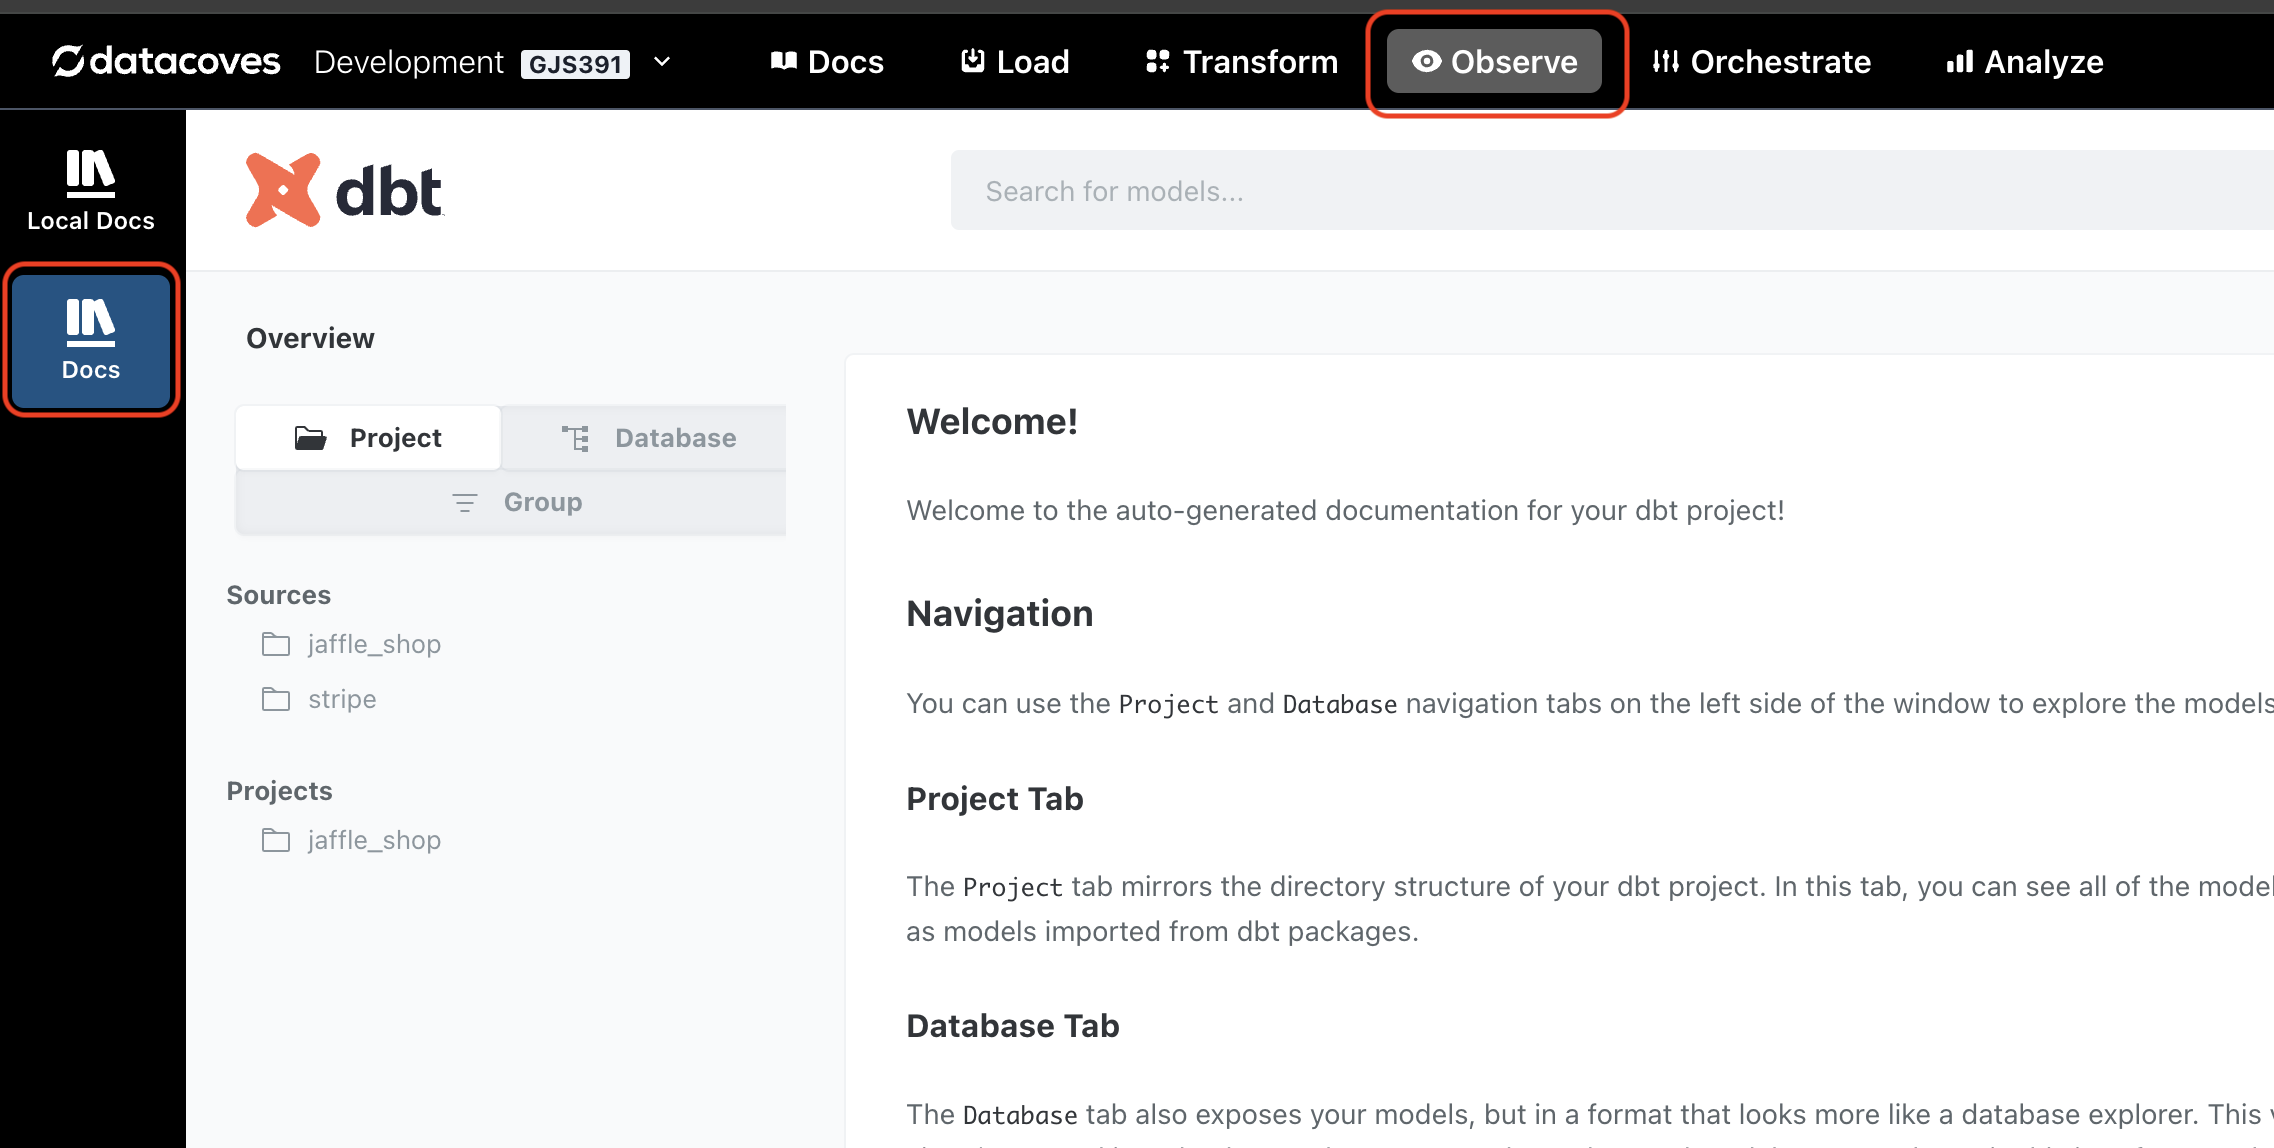 datacoves Development GJS391 Docs Load Transform Observe Orchestrate Analyze
Local Docs
Docs
dbt
Search for models...
Overview
Project Database
Group
Sources
jaffle_shop
stripe
Projects
jaffle_shop
Welcome!
Welcome to the auto-generated documentation for your dbt project!
Navigation
You can use the Project and Database navigation tabs on the left side of the window to explore the models
Project Tab
The Project tab mirrors the directory structure of your dbt project. In this tab, you can see all of the
as models imported from dbt packages.
Database Tab
The Database tab also exposes your models, but in a format that looks more like a database explorer. This